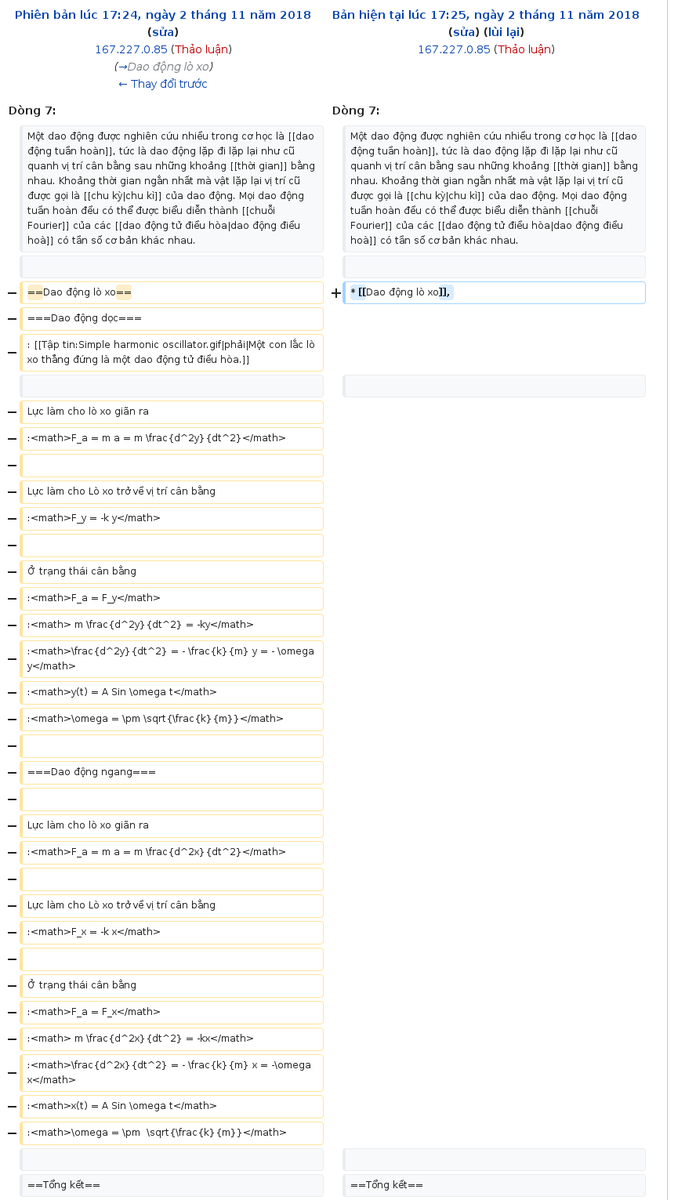 Phiên bản lúc 17:24, ngày 2 tháng 11 năm 2018
(sửa)
167.227.0.85 (Thảo luận)
(→Dao động lò xo)
← Thay đổi trước
Bản hiện tại lúc 17:25, ngày 2 tháng 11 năm 2018
(sửa) (lùi lại)
167.227.0.85 (Thảo luận)
Dòng 7:
Dòng 7:
Một dao động được nghiên cứu nhiều trong cơ học là [[dao
động tuần hoàn]], tức là dao động lặp đi lặp lại như cũ
quanh vị trí cân bằng sau những khoảng [[thời gian]] bằng
nhau. Khoảng thời gian ngắn nhất mà vật lặp lại vị trí cũ
được gọi là [[chu kỳ|chu kì]] của dao động. Mọi dao động
tuần hoàn đều có thể được biểu diễn thành [[chuỗi
Fourier]] của các [[dao động tử điều hòa|dao động điều
hoà]] có tần số cơ bản khác nhau.
Một dao động được nghiên cứu nhiều trong cơ học là [[dao
động tuần hoàn]], tức là dao động lặp đi lặp lại như cũ
quanh vị trí cân bằng sau những khoảng [[thời gian]] bằng
nhau. Khoảng thời gian ngắn nhất mà vật lặp lại vị trí cũ
được gọi là [[chu kỳ|chu kì]] của dao động. Mọi dao động
tuần hoàn đều có thể được biểu diễn thành [[chuỗi
Fourier]] của các [[dao động tử điều hòa|dao động điều
hoà]] có tần số cơ bản khác nhau.
− ==Dao động lò xo==
+ * [[Dao động lò xo]],
− ===Dao động dọc===
− : [[Tập tin:Simple harmonic oscillator.gif|phải|Một con lắc lò
xo thẳng đứng là một dao động tử điều hòa.]]
− Lực làm cho lò xo giãn ra
− :<math>F_a = m a = m \frac{d^2y}{dt^2}</math>
−
− Lực làm cho Lò xo trở về vị trí cân bằng
− :<math>F_y = -k y</math>
−
− Ở trạng thái cân bằng
− :<math>F_a = F_y</math>
− :<math> m \frac{d^2y}{dt^2} = -ky</math>
− :<math>\frac{d^2y}{dt^2} = - \frac{k}{m} y = - \omega
y</math>
− :<math>y(t) = A Sin \omega t</math>
− :<math>\omega = \pm \sqrt{\frac{k}{m}}</math>
−
− ===Dao động ngang===
−
− Lực làm cho lò xo giãn ra
− :<math>F_a = m a = m \frac{d^2x}{dt^2}</math>
−
− Lực làm cho Lò xo trở về vị trí cân bằng
− :<math>F_x = -k x</math>
−
− Ở trạng thái cân bằng
− :<math>F_a = F_x</math>
− :<math> m \frac{d^2x}{dt^2} = -kx</math>
− :<math>\frac{d^2x}{dt^2} = - \frac{k}{m} x = -\omega
x</math>
− :<math>x(t) = A Sin \omega t</math>
− :<math>\omega = \pm  \sqrt{\frac{k}{m}}</math>
==Tổng kết==
==Tổng kết==